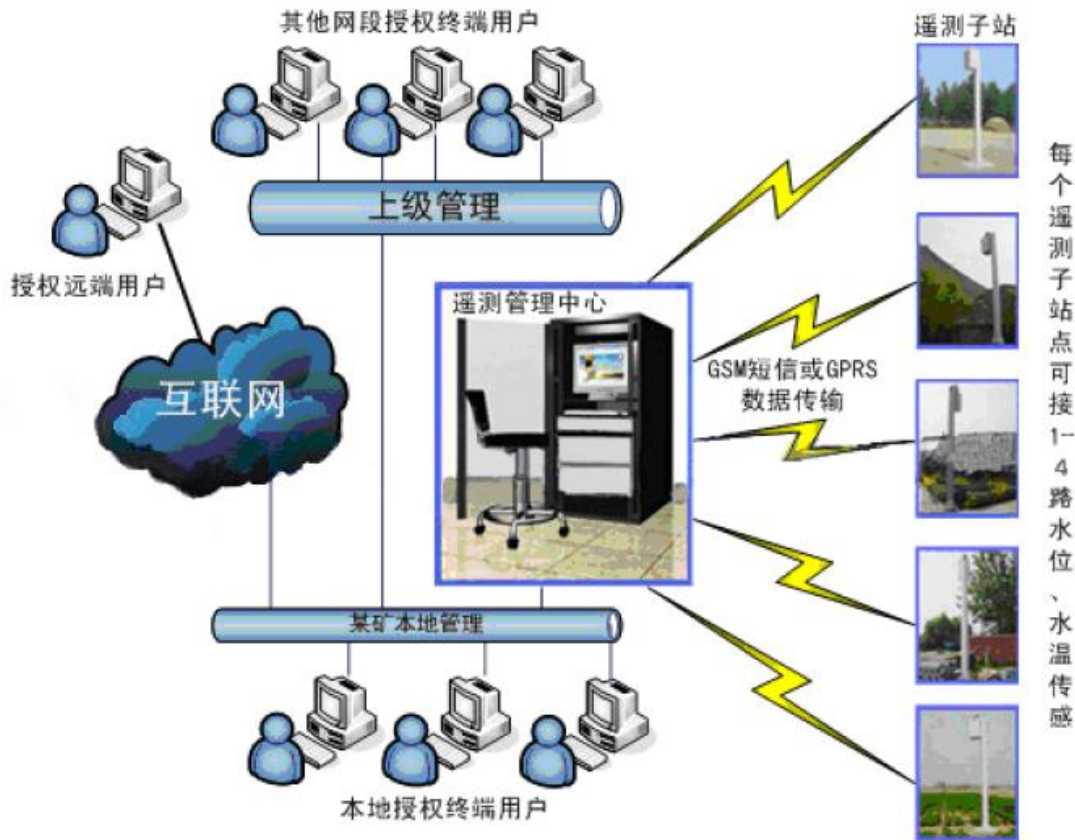 其他网段授权终端用户
遥测子站
上级管理
授权远端用户
遥测管理中心
互联网
GSM短信或GPRS
数据传输
每个遥测子站点可接1-4路水位、水温传感
某矿本地管理
本地授权终端用户